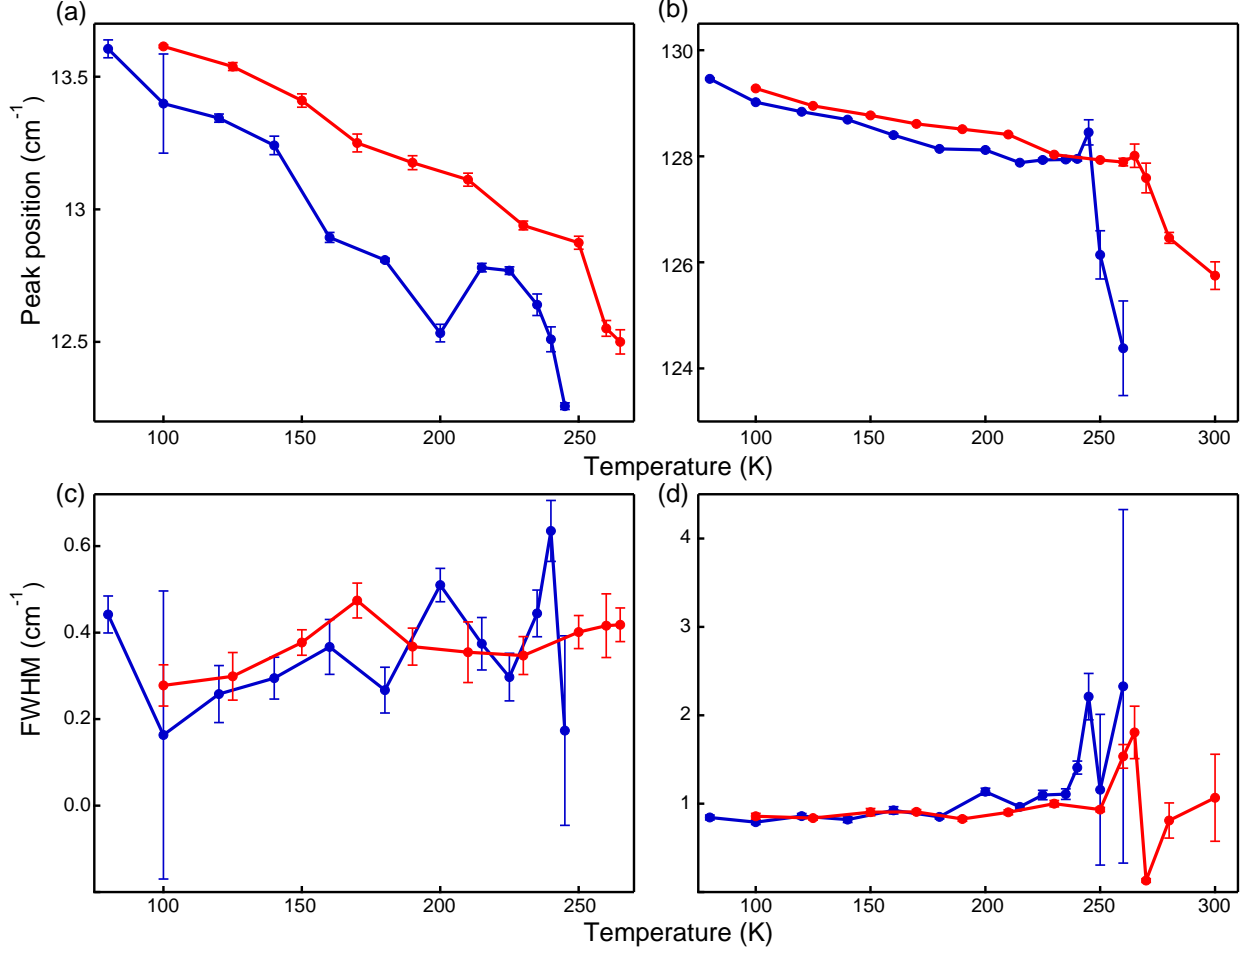 (a)
(b)
Peak position (cm⁻¹)
13.5
13
12.5
130
128
126
124
100 150 200 250
100 150 200 250 300
Temperature (K)
(c)
(d)
FWHM (cm⁻¹)
0.6
0.4
0.2
0.0
4
3
2
1
100 150 200 250
100 150 200 250 300
Temperature (K)